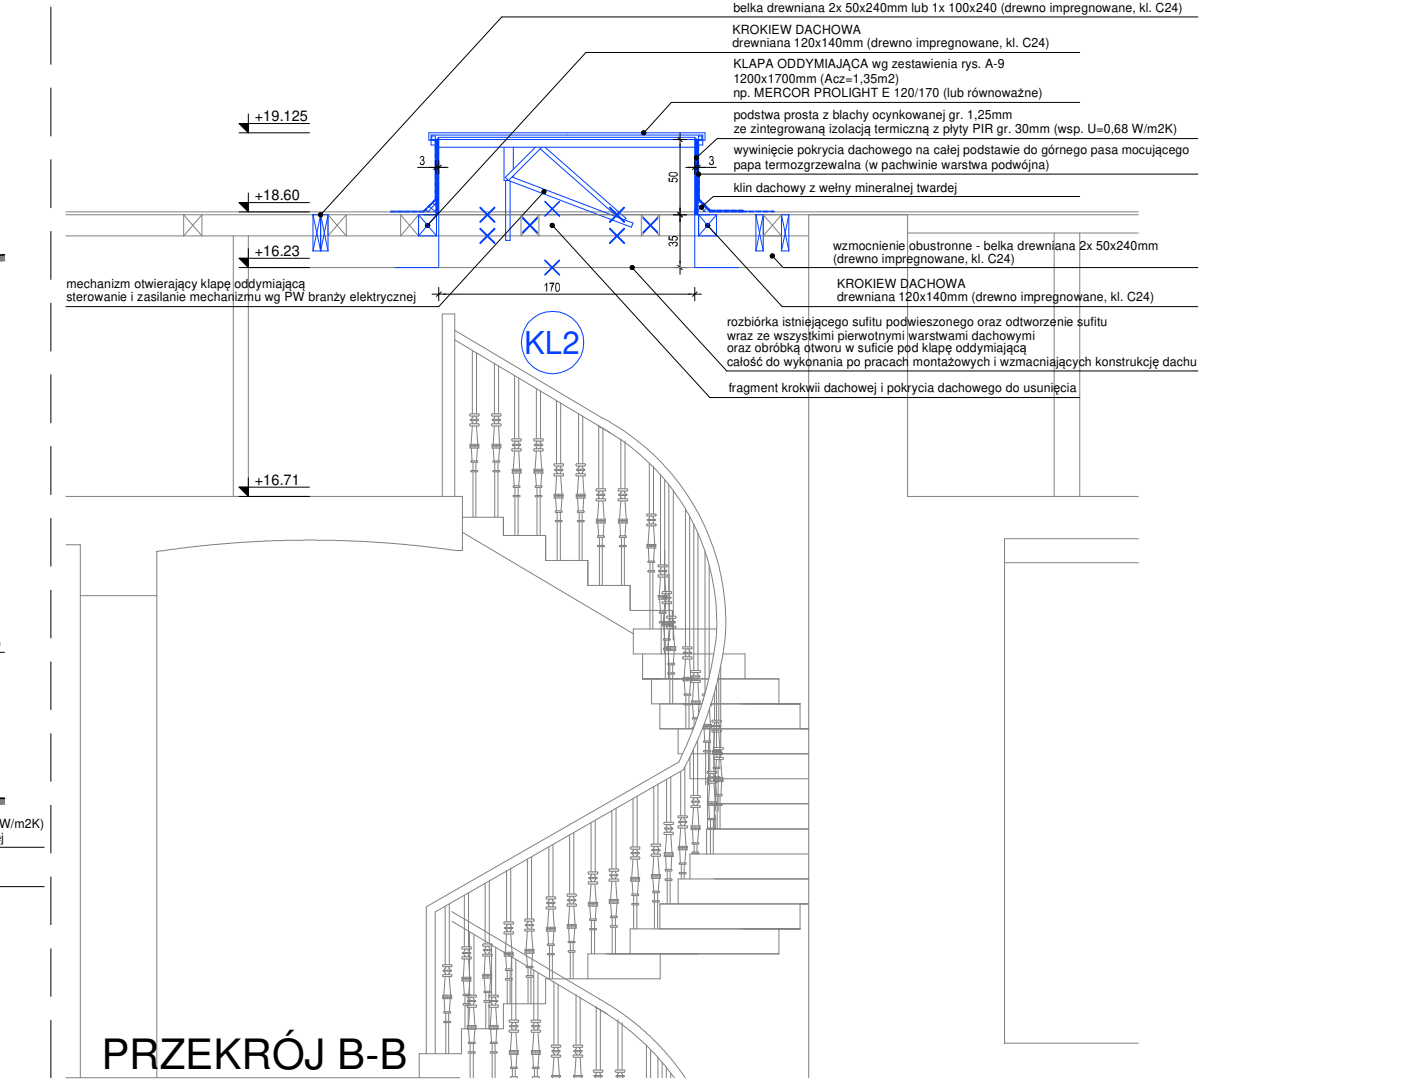 belka drewniana 2x 50x240mm lub 1x 100x240 (drewno impregnowane, kl. C24)
KROKIEW DACHOWA
drewniana 120x140mm (drewno impregnowane, kl. C24)
KLAPA ODDYMIAJĄCA wg zestawienia rys. A-9
1200x1700mm (Acz=1,35m2)
np. MERCOR PROLIGHT E 120/170 (lub równoważne)
podstwa prosta z blachy ocynkowanej gr. 1,25mm
ze zintegrowaną izolacją termiczną z płyty PIR gr. 30mm (wsp. U=0,68 W/m2K)
wywinięcie pokrycia dachowego na całej podstawie do górnego pasa mocującego
papa termozgrzewalna (w pachwinie warstwa podwójna)
klin dachowy z wełny mineralnej twardej
+19.125
3
50
3
+18.60
35
+16.23
wzmocnienie obustronne - belka drewniana 2x 50x240mm
(drewno impregnowane, kl. C24)
mechanizm otwierający klapę oddymiającą
sterowanie i zasilanie mechanizmu wg PW branży elektrycznej
170
KROKIEW DACHOWA
drewniana 120x140mm (drewno impregnowane, kl. C24)
KL2
rozbiórka istniejącego sufitu podwieszonego oraz odtworzenie sufitu
wraz ze wszystkimi pierwotnymi warstwami dachowymi
oraz obróbką otworu w suficie pod klapę oddymiającą
całość do wykonania po pracach montażowych i wzmacniających konstrukcję dachu
fragment krokwii dachowej i pokrycia dachowego do usunięcia
+16.71
W/m2K)
PRZEKRÓJ B-B